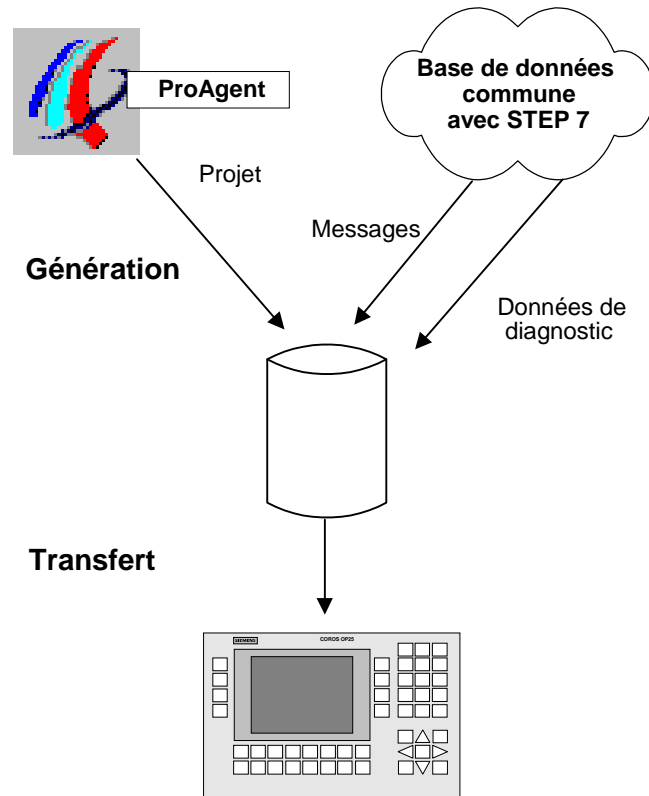 ProAgent
Base de données
commune
avec STEP 7
Projet
Messages
Génération
Données de
diagnostic
Transfert
SIEMENS
COROS OP25